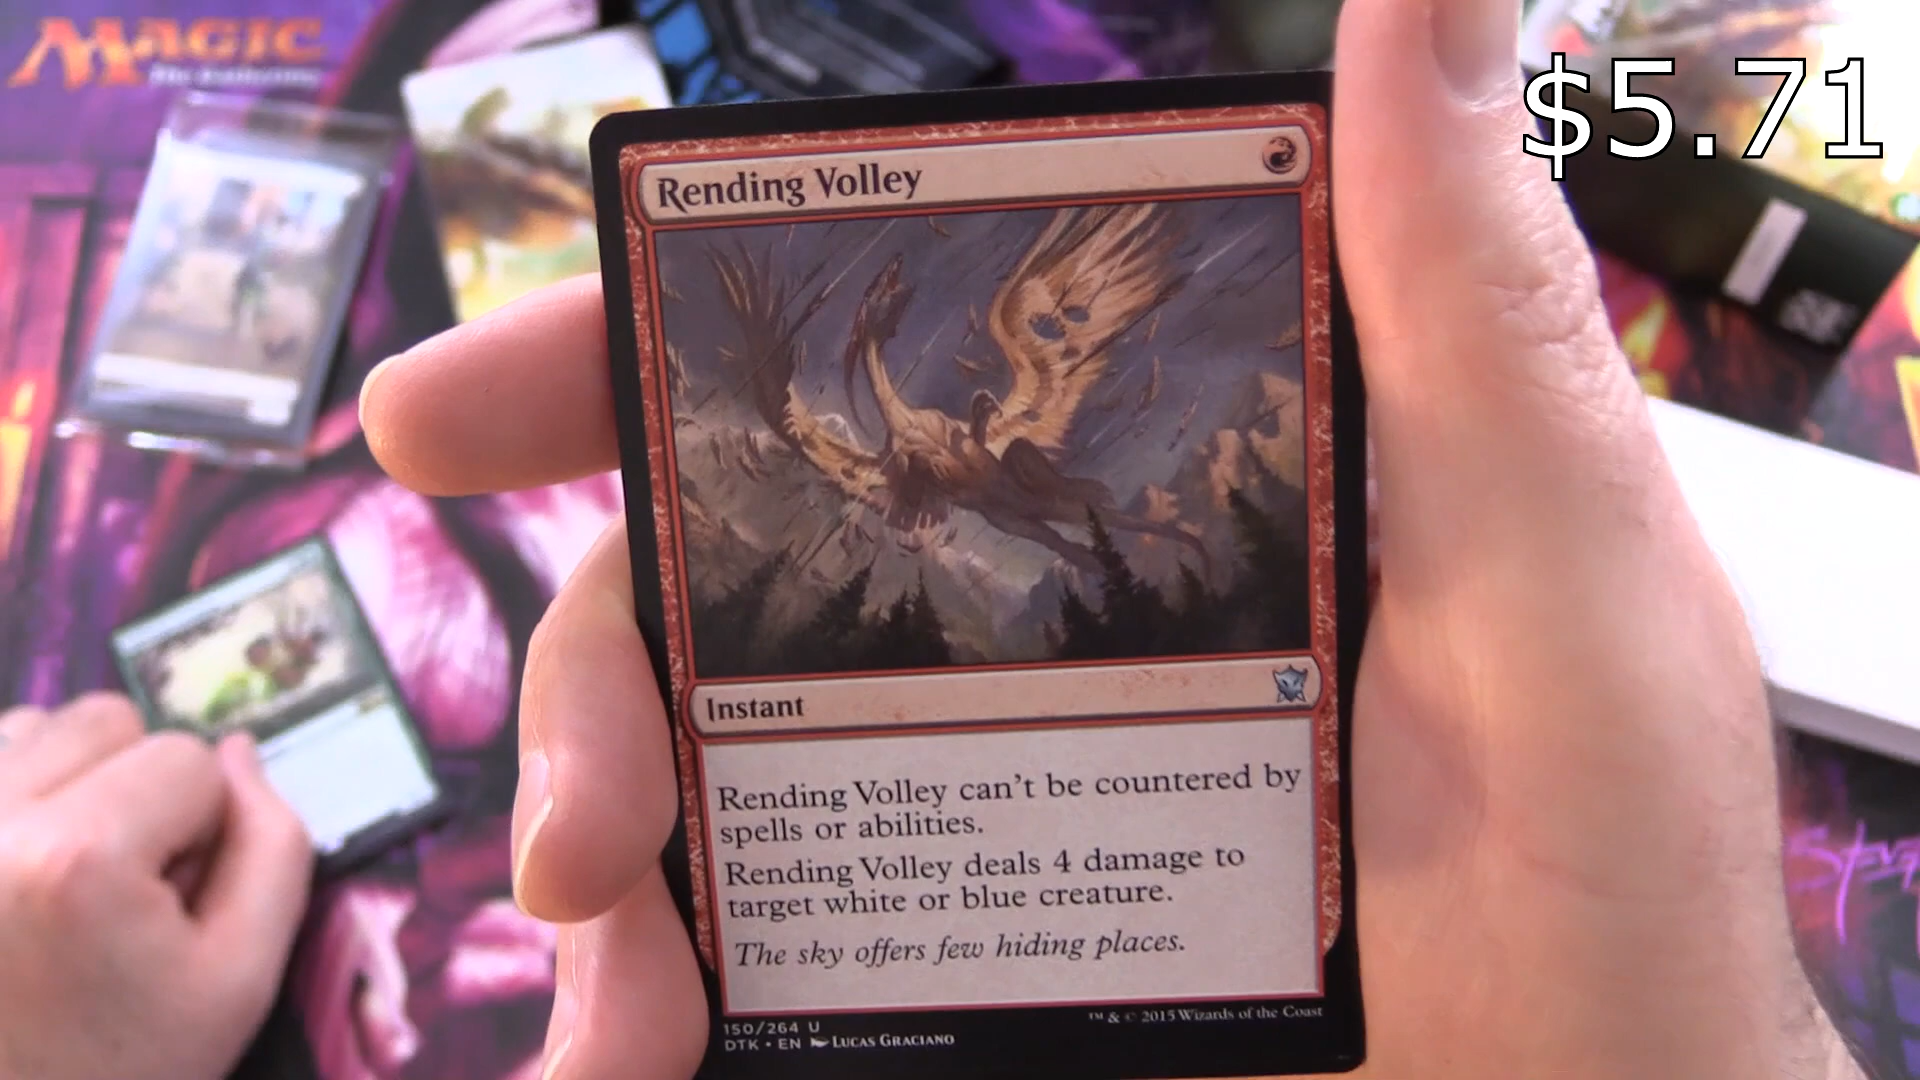 MAGIC
The Gathering
$5.71
Rending Volley
Instant
Rending Volley can't be countered by
spells or abilities.
Rending Volley deals 4 damage to
target white or blue creature.
The sky offers few hiding places.
150/264 U
DTK • EN LUCAS GRACIANO
™ & © 2015 Wizards of the Coast